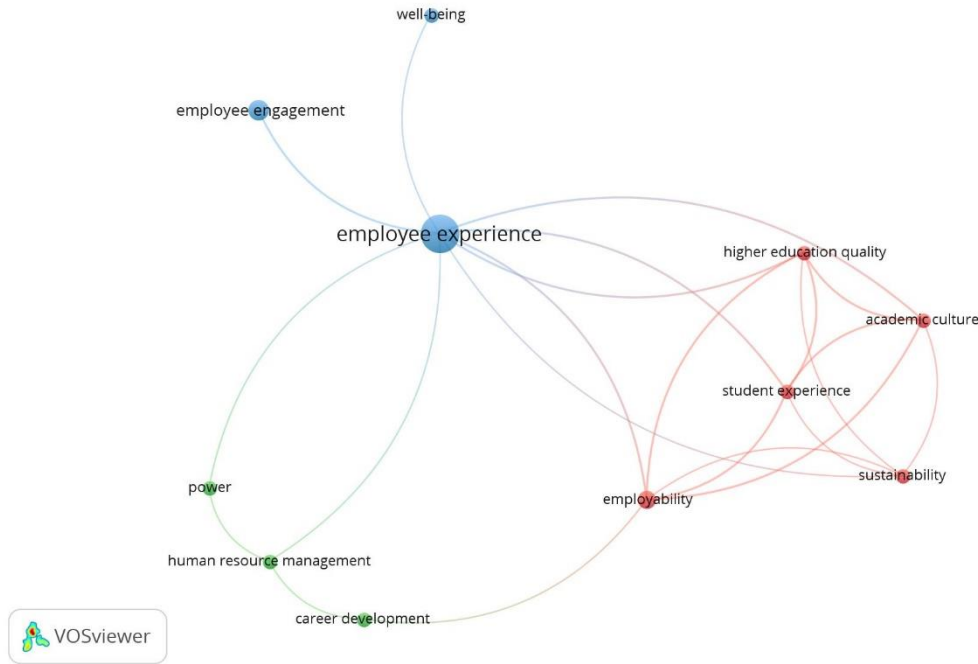 well-being
employee engagement
employee experience
higher education quality
academic culture
student experience
sustainability
power
employability
human resource management
career development
VOSviewer